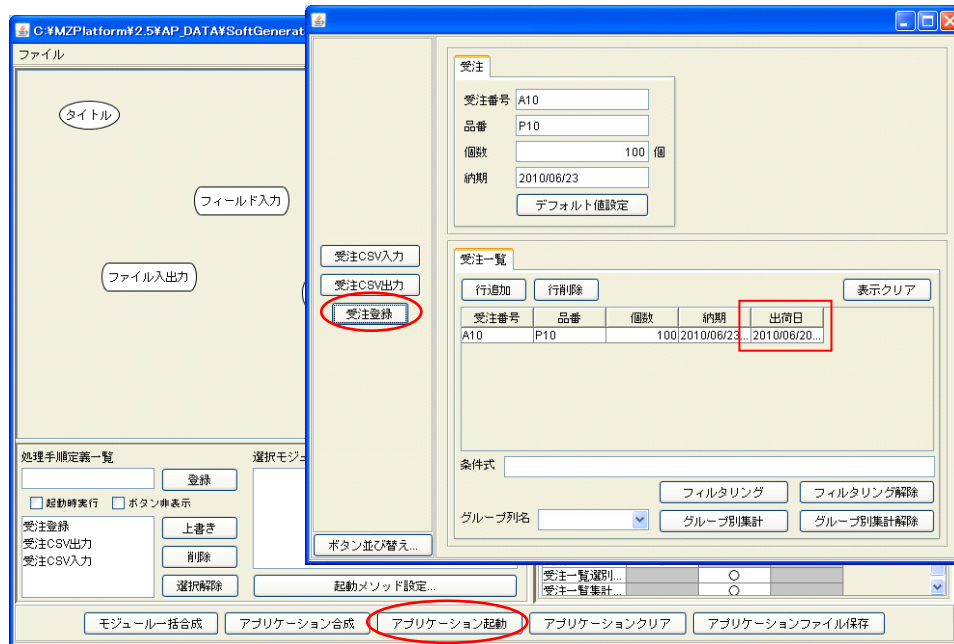 C:¥MZPlatform¥2.5¥AP_DATA¥SoftGenerat
ファイル
タイトル
フィールド入力
ファイル入出力
処理手順定義一覧
選択モジュ
登録
起動時実行
ボタン非表示
受注登録
受注CSV出力
受注CSV入力
上書き
削除
選択解除
起動メソッド設定...
受注一覧選別...
○
受注一覧集計...
○
モジュール一括合成
アプリケーション合成
アプリケーション起動
アプリケーションクリア
アプリケーションファイル保存
受注CSV入力
受注CSV出力
受注登録
ボタン並び替え...
受注
受注番号 A10
品番 P10
個数 100 個
納期 2010/06/23
デフォルト値設定
受注一覧
行追加 行削除 表示クリア
受注番号 品番 個数 納期 出荷日
A10 P10 100 2010/06/23... 2010/06/20...
条件式
フィルタリング フィルタリング解除
グループ列名 グループ別集計 グループ別集計解除